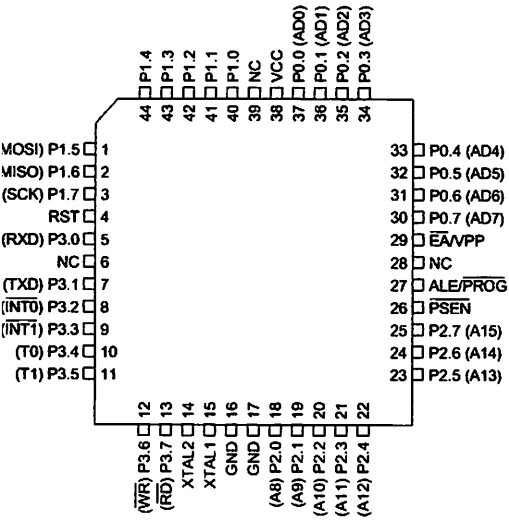 P1.4
P1.3
P1.2
P1.1
P1.0
NC
VCC
P0.0 (AD0)
P0.1 (AD1)
P0.2 (AD2)
P0.3 (AD3)
44
43
42
41
40
39
38
37
36
35
34
MOSI) P1.5 1
MISO) P1.6 2
(SCK) P1.7 3
RST 4
(RXD) P3.0 5
NC 6
(TXD) P3.1 7
(INT0) P3.2 8
(INT1) P3.3 9
(T0) P3.4 10
(T1) P3.5 11
33 P0.4 (AD4)
32 P0.5 (AD5)
31 P0.6 (AD6)
30 P0.7 (AD7)
29 EA/VPP
28 NC
27 ALE/PROG
26 PSEN
25 P2.7 (A15)
24 P2.6 (A14)
23 P2.5 (A13)
12
13
14
15
16
17
18
19
20
21
22
(WR) P3.6
(RD) P3.7
XTAL2
XTAL1
GND
GND
(A8) P2.0
(A9) P2.1
(A10) P2.2
(A11) P2.3
(A12) P2.4